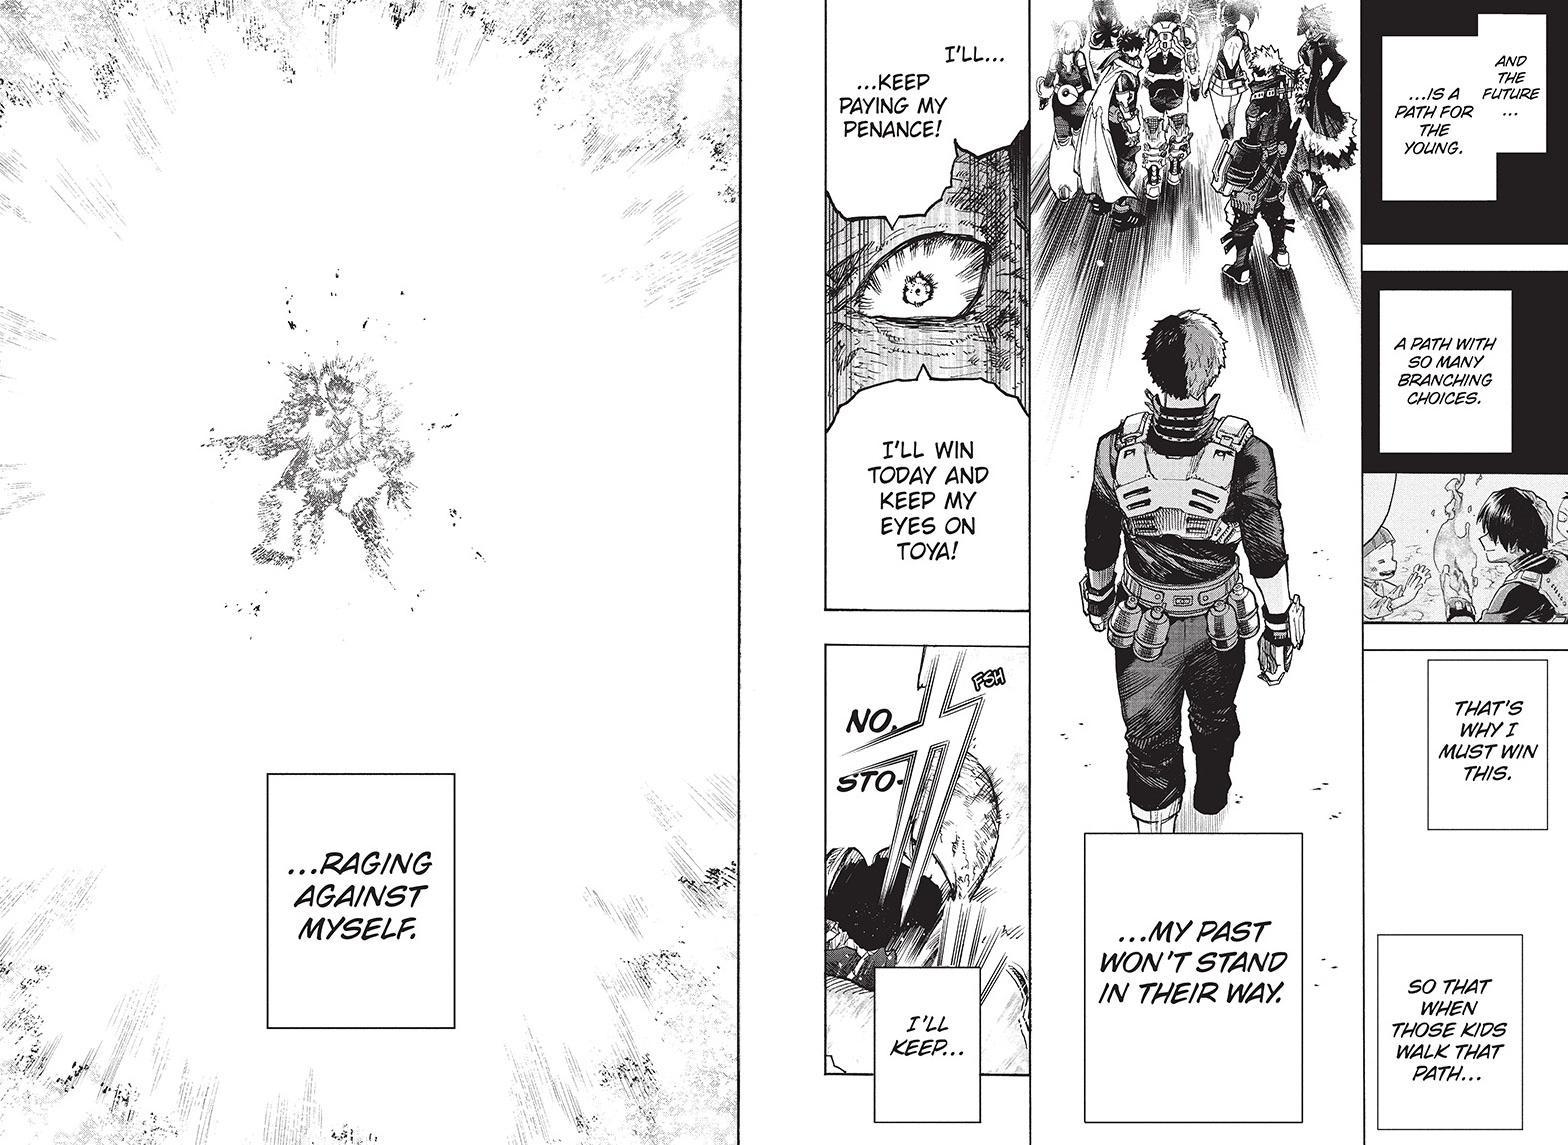 AND
THE
FUTURE
...
...IS A
PATH FOR
THE
YOUNG.
A PATH WITH
SO MANY
BRANCHING
CHOICES.
THAT'S
WHY I
MUST WIN
THIS.
SO THAT
WHEN
THOSE KIDS
WALK THAT
PATH...
...MY PAST
WON'T STAND
IN THEIR WAY.
I'LL...
...KEEP
PAYING MY
PENANCE!
I'LL WIN
TODAY AND
KEEP MY
EYES ON
TOYA!
FSH
NO.
STO-
I'LL
KEEP...
...RAGING
AGAINST
MYSELF.